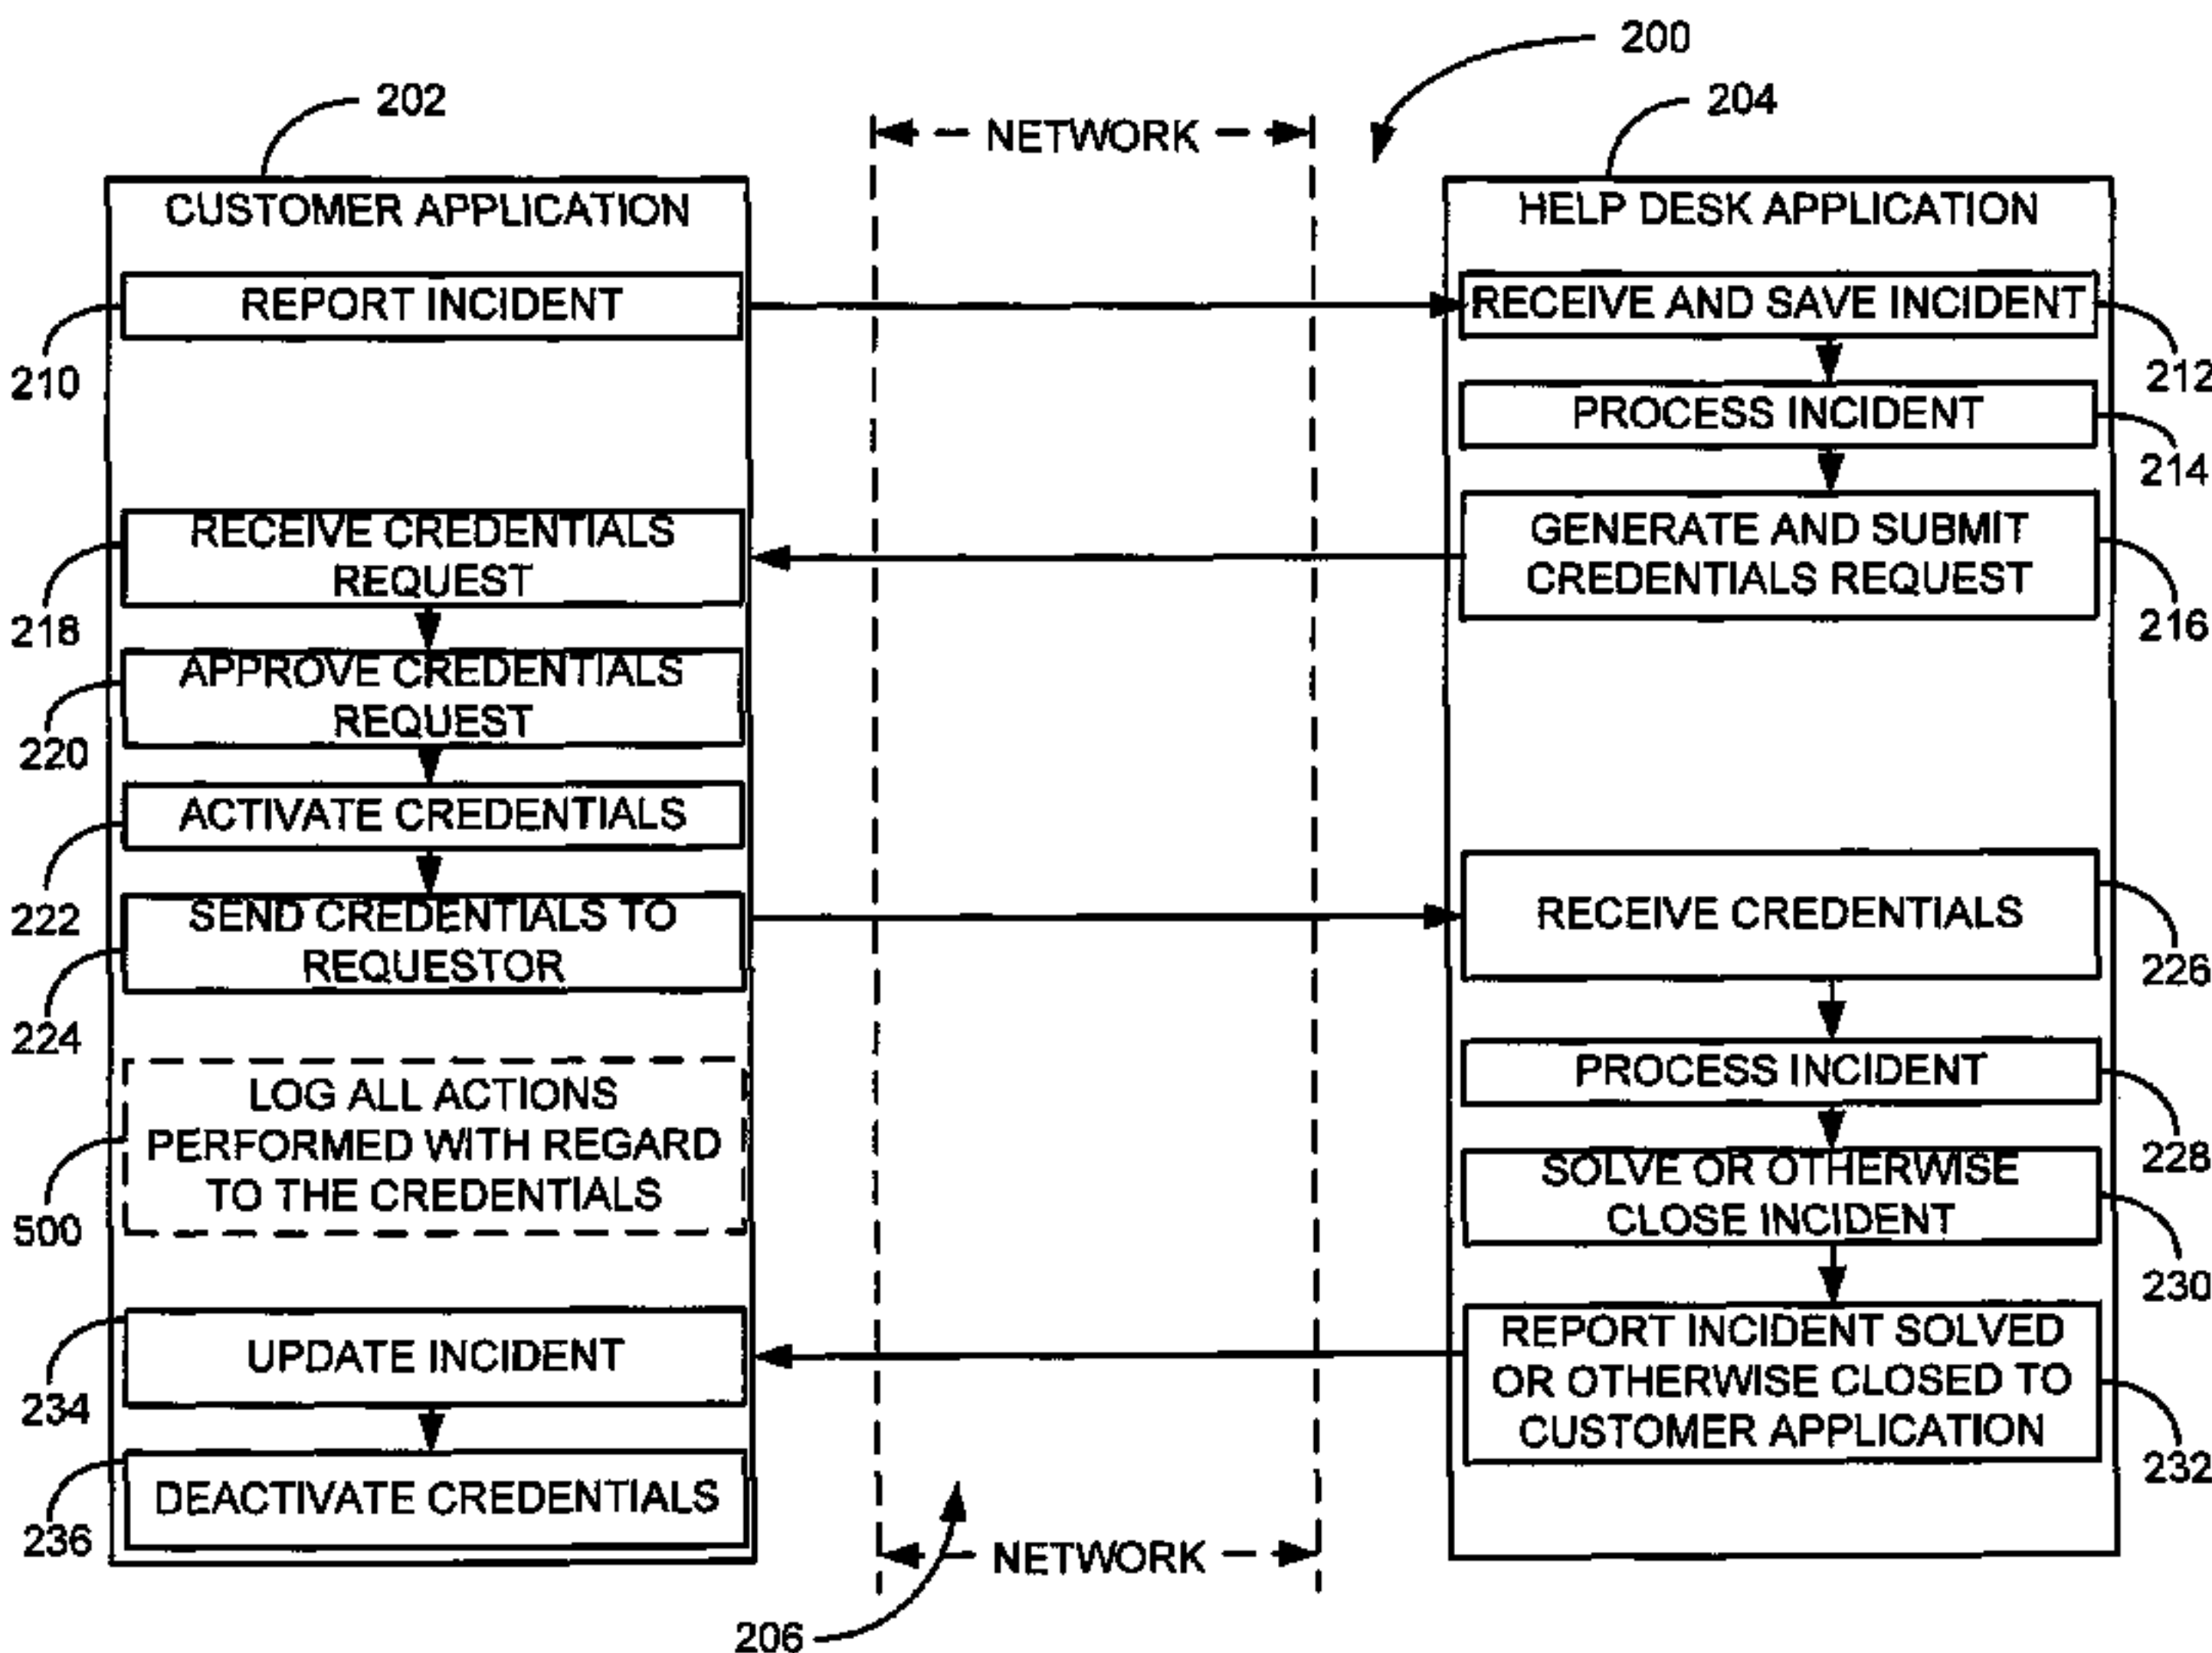 200
202
NETWORK
204
CUSTOMER APPLICATION
HELP DESK APPLICATION
REPORT INCIDENT
210
RECEIVE AND SAVE INCIDENT
212
PROCESS INCIDENT
214
GENERATE AND SUBMIT
CREDENTIALS REQUEST
216
RECEIVE CREDENTIALS
REQUEST
218
APPROVE CREDENTIALS
REQUEST
220
ACTIVATE CREDENTIALS
222
SEND CREDENTIALS TO
REQUESTOR
224
RECEIVE CREDENTIALS
226
LOG ALL ACTIONS
PERFORMED WITH REGARD
TO THE CREDENTIALS
500
PROCESS INCIDENT
228
SOLVE OR OTHERWISE
CLOSE INCIDENT
230
REPORT INCIDENT SOLVED
OR OTHERWISE CLOSED TO
CUSTOMER APPLICATION
232
UPDATE INCIDENT
234
DEACTIVATE CREDENTIALS
236
NETWORK
206